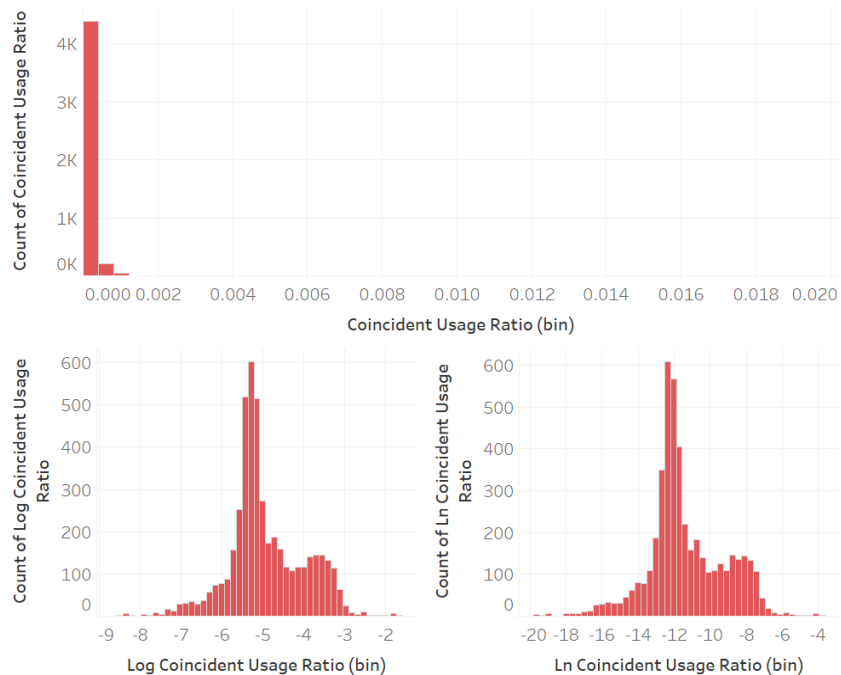 Count of Coincident Usage Ratio
4K
3K
2K
1K
0K
0.000 0.002 0.004 0.006 0.008 0.010 0.012 0.014 0.016 0.018 0.020
Coincident Usage Ratio (bin)
Count of Log Coincident Usage
Ratio
600
500
400
300
200
100
0
-9 -8 -7 -6 -5 -4 -3 -2
Log Coincident Usage Ratio (bin)
Count of Ln Coincident Usage
Ratio
600
500
400
300
200
100
0
-20 -18 -16 -14 -12 -10 -8 -6 -4
Ln Coincident Usage Ratio (bin)